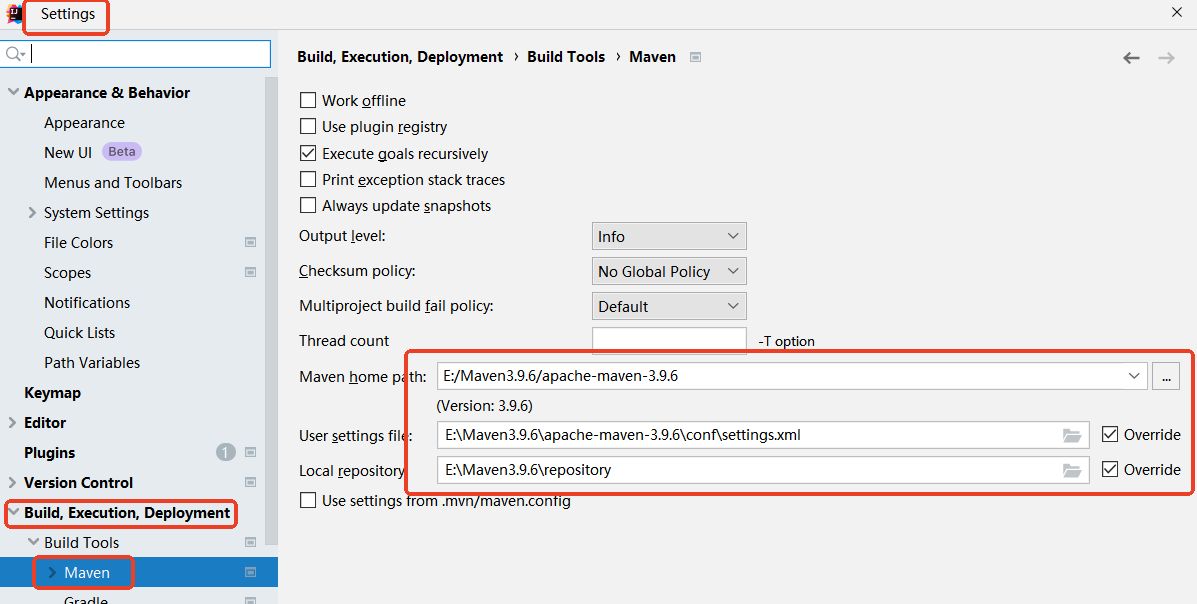 Settings
Appearance & Behavior
Appearance
New UI Beta
Menus and Toolbars
System Settings
File Colors
Scopes
Notifications
Quick Lists
Path Variables
Keymap
Editor
Plugins 1
Version Control
Build, Execution, Deployment
Build Tools
Maven
Gradle
Build, Execution, Deployment › Build Tools › Maven
Work offline
Use plugin registry
Execute goals recursively
Print exception stack traces
Always update snapshots
Output level: Info
Checksum policy: No Global Policy
Multiproject build fail policy: Default
Thread count -T option
Maven home path: E:/Maven3.9.6/apache-maven-3.9.6 ...
(Version: 3.9.6)
User settings file: E:\Maven3.9.6\apache-maven-3.9.6\conf\settings.xml Override
Local repository E:\Maven3.9.6\repository Override
Use settings from .mvn/maven.config